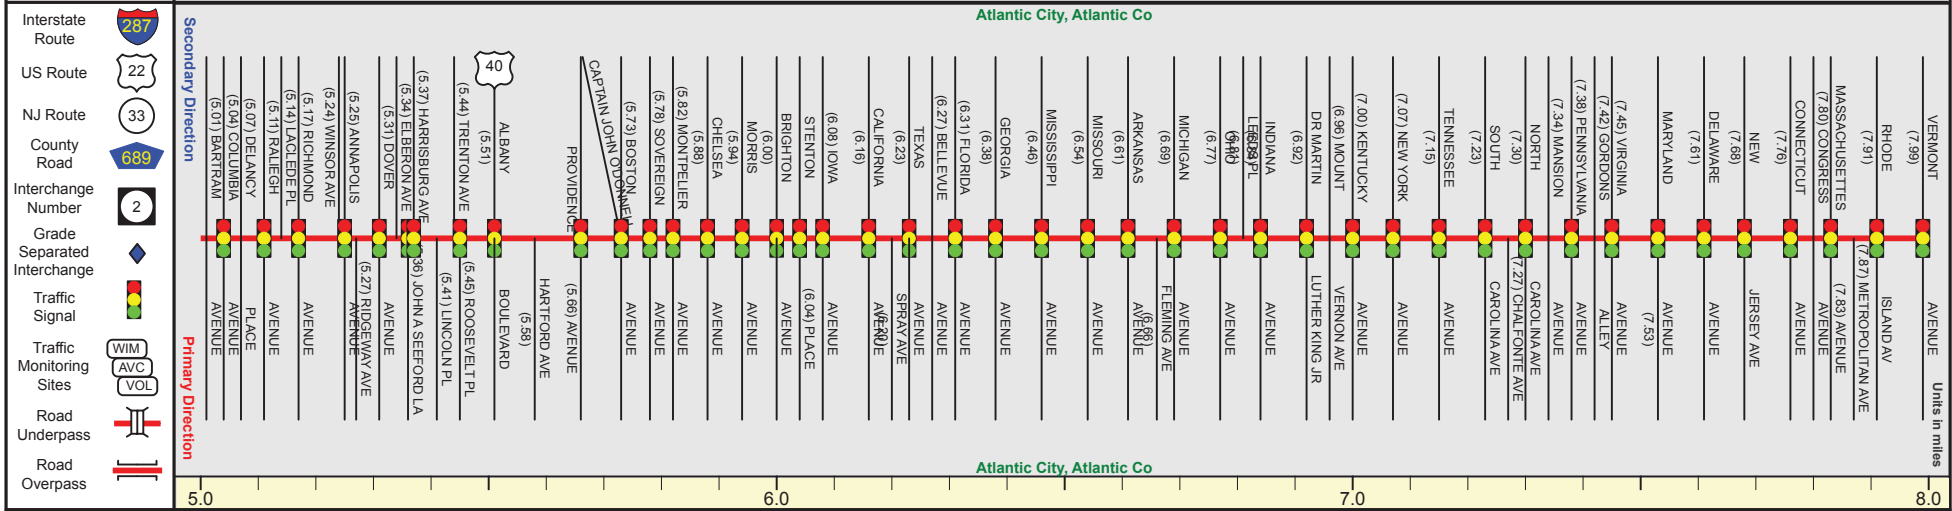 Interstate
Route
287
US Route
22
NJ Route
33
County
Road
689
Interchange
Number
2
Grade
Separated
Interchange
Traffic
Signal
Traffic
Monitoring
Sites
WIM
AVC
VOL
Road
Underpass
Road
Overpass
Secondary Direction
Primary Direction
Atlantic City, Atlantic Co
(5.01) BARTRAM
AVENUE
(5.04) COLUMBIA
AVENUE
(5.07) DELANCY
PLACE
(5.11) RALIEGH
AVENUE
(5.14) LACLEDE PL
(5.17) RICHMOND
AVENUE
(5.24) WINSOR AVE
(5.25) ANNAPOLIS
AVENUE
(5.27) RIDGEWAY AVE
(5.31) DOVER
AVENUE
(5.34) ELBERON AVE
(5.36) JOHN A SEEFORD LA
(5.37) HARRISBURG AVE
(5.41) LINCOLN PL
(5.44) TRENTON AVE
(5.45) ROOSEVELT PL
40
(5.51)
ALBANY
BOULEVARD
(5.58)
HARTFORD AVE
PROVIDENCE
(5.66) AVENUE
CAPTAIN JOHN O'DONNELL
(5.73) BOSTON
AVENUE
(5.78) SOVEREIGN
AVENUE
(5.82) MONTPELIER
AVENUE
(5.88)
CHELSEA
AVENUE
(5.94)
MORRIS
AVENUE
(6.00)
BRIGHTON
AVENUE
STENTON
(6.04) PLACE
(6.08) IOWA
AVENUE
(6.16)
CALIFORNIA
AVENUE
(6.20)
SPRAY AVE
(6.23)
TEXAS
AVENUE
(6.27) BELLEVUE
AVENUE
(6.31) FLORIDA
AVENUE
(6.38)
GEORGIA
AVENUE
(6.46)
MISSISSIPPI
AVENUE
(6.54)
MISSOURI
AVENUE
(6.61)
ARKANSAS
AVENUE
(6.66)
FLEMING AVE
(6.69)
MICHIGAN
AVENUE
(6.77)
OHIO
AVENUE
INDIANA
AVENUE
(6.92)
DR MARTIN
LUTHER KING JR
(6.96) MOUNT
VERNON AVE
(7.00) KENTUCKY
AVENUE
(7.07) NEW YORK
AVENUE
(7.15)
TENNESSEE
AVENUE
(7.23)
SOUTH
CAROLINA AVE
(7.27) CHALFONTE AVE
(7.30)
NORTH
CAROLINA AVE
(7.34) MANSION
AVENUE
(7.38) PENNSYLVANIA
AVENUE
(7.42) GORDONS
ALLEY
(7.45) VIRGINIA
AVENUE
(7.53)
MARYLAND
AVENUE
(7.61)
DELAWARE
AVENUE
(7.68)
NEW
JERSEY AVE
(7.76)
CONNECTICUT
AVENUE
(7.80) CONGRESS
AVENUE
MASSACHUSETTES
(7.83) AVENUE
(7.87) METROPOLITAN AVE
(7.91)
RHODE
ISLAND AV
(7.99)
VERMONT
AVENUE
Units in miles
Atlantic City, Atlantic Co
5.0
6.0
7.0
8.0